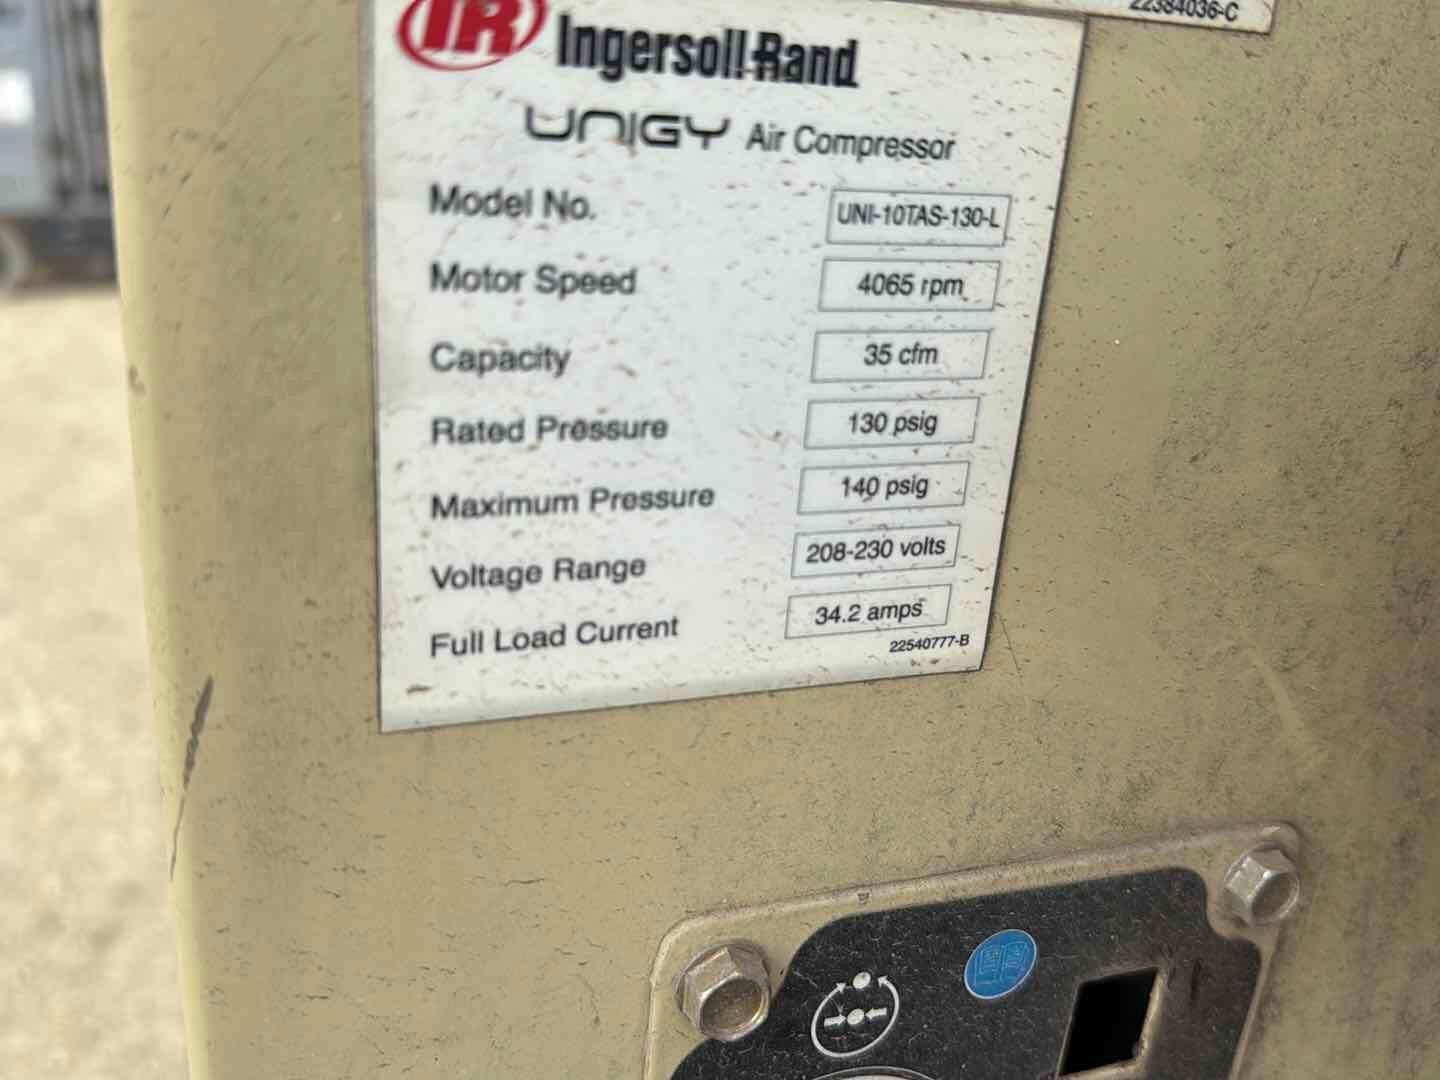 22384036-C
IR Ingersoll-Rand
UNIGY Air Compressor
Model No. UNI-10TAS-130-L
Motor Speed 4065 rpm
Capacity 35 cfm
Rated Pressure 130 psig
Maximum Pressure 140 psig
Voltage Range 208-230 volts
Full Load Current 34.2 amps
22540777-B